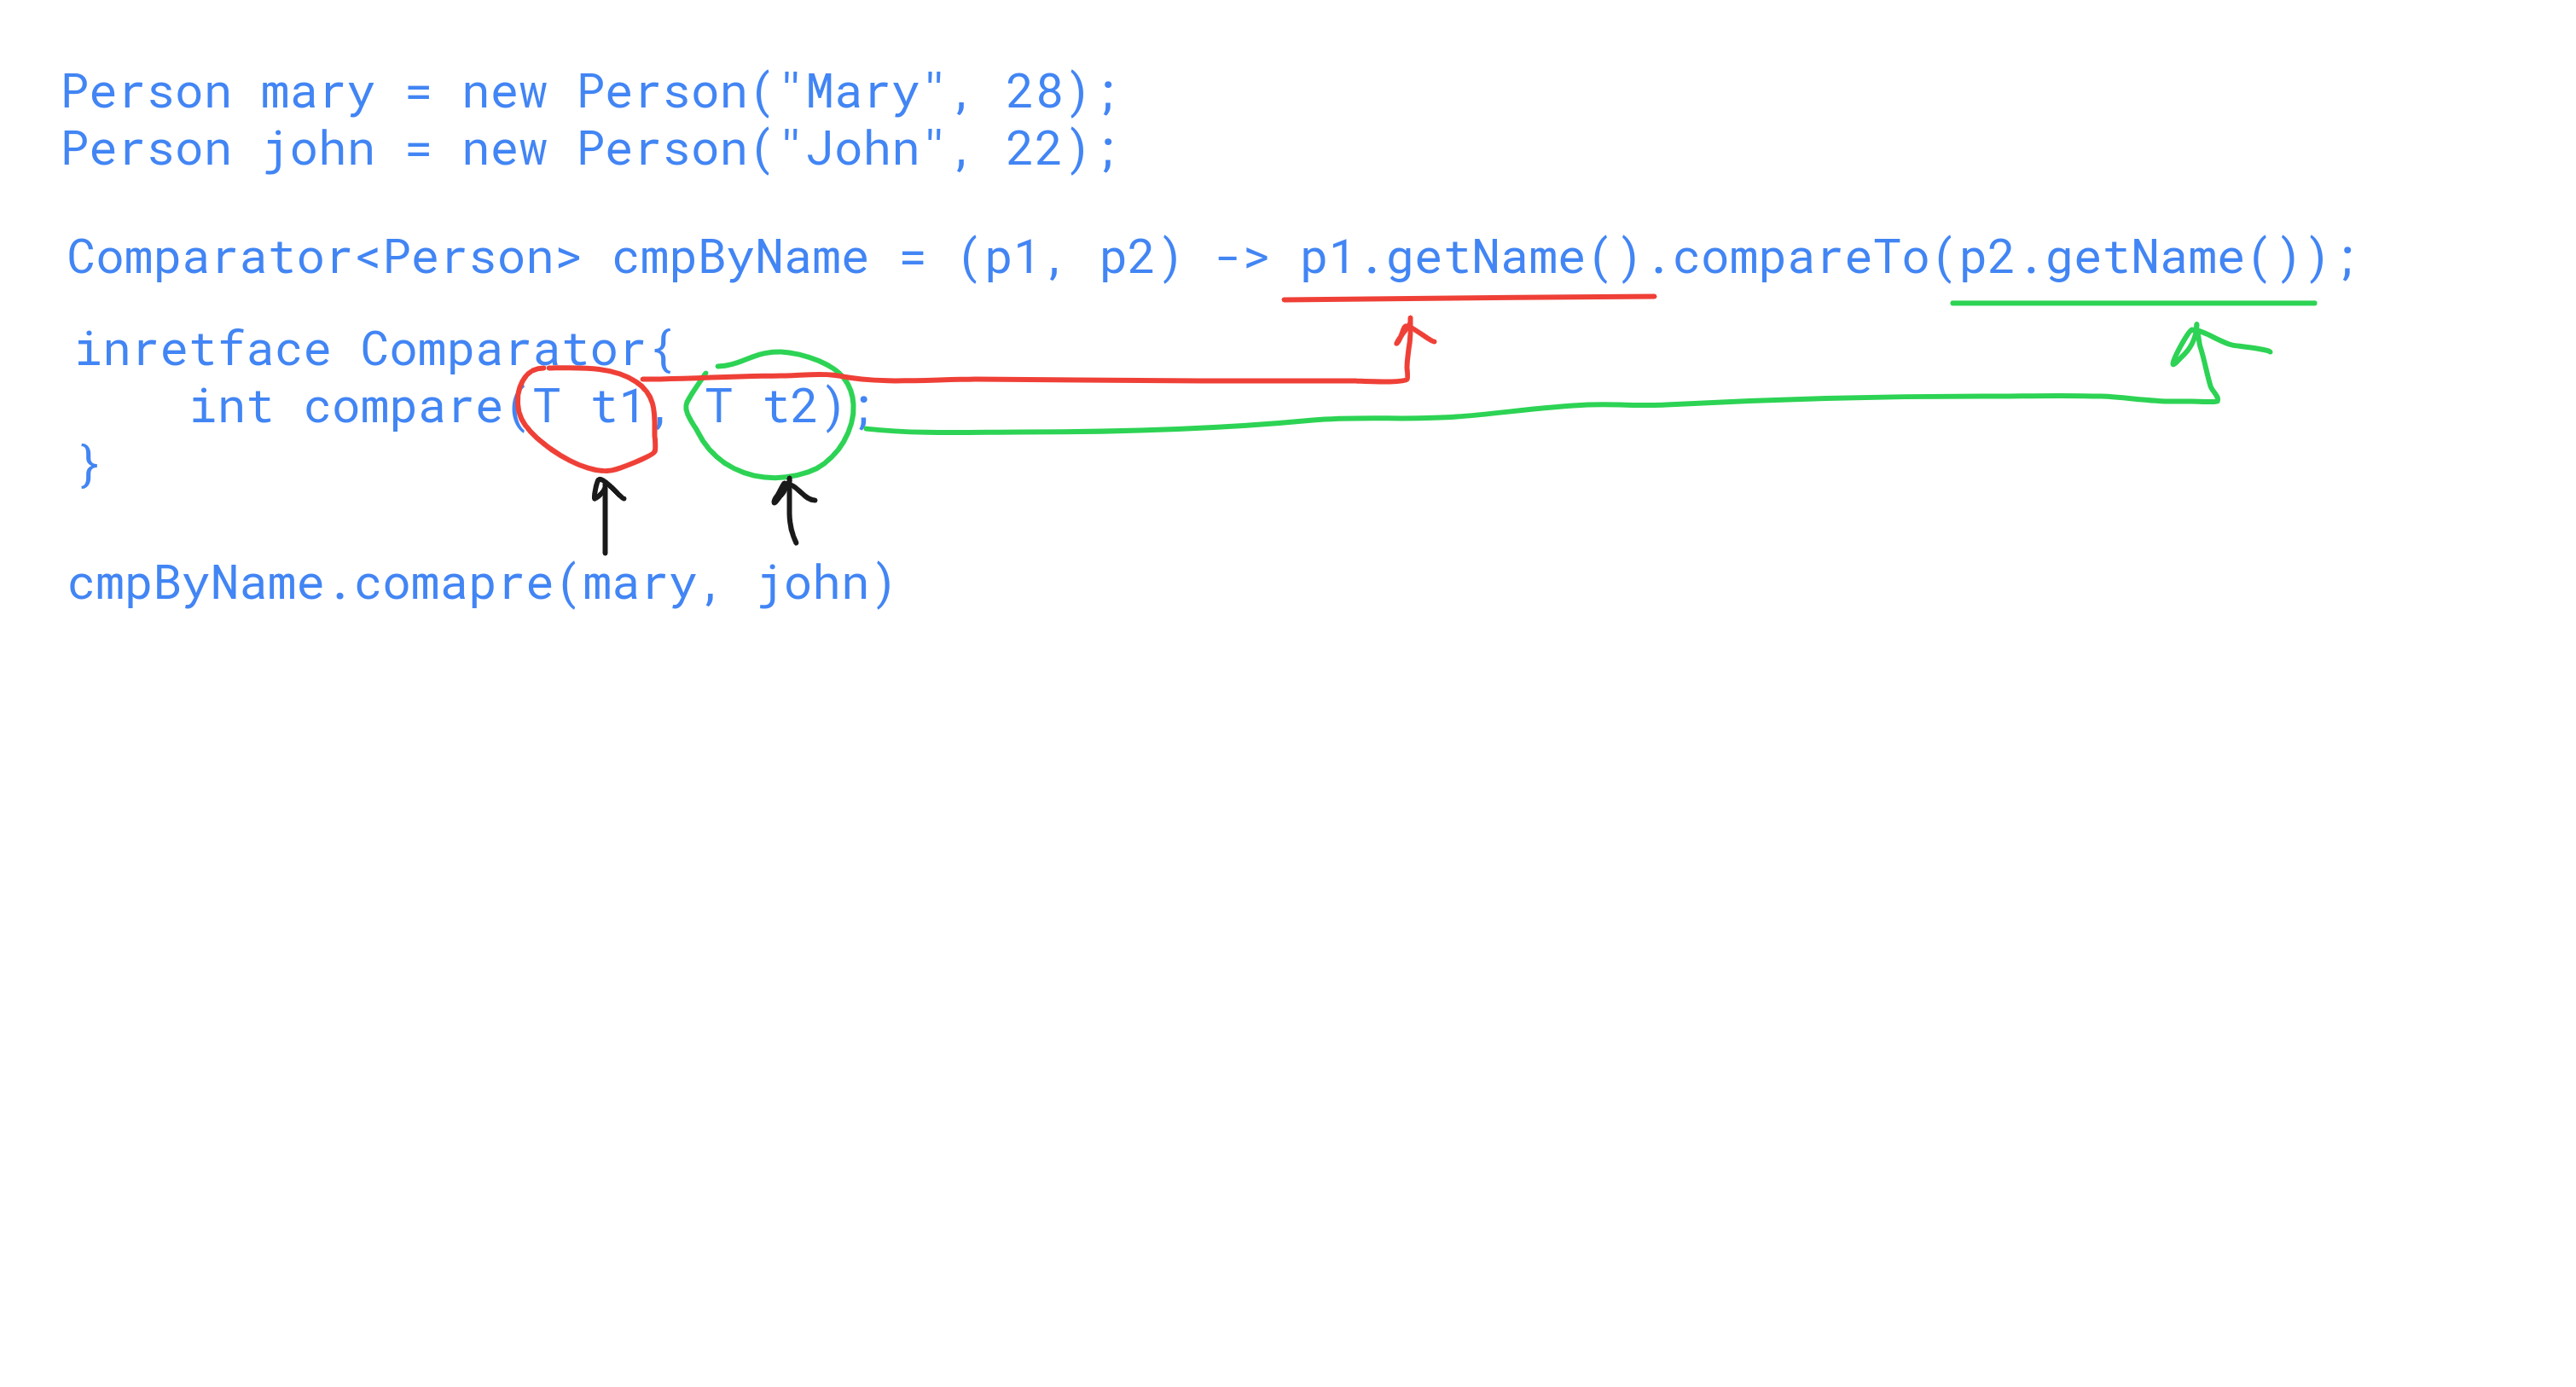 Person mary = new Person("Mary", 28);
Person john = new Person("John", 22);
Comparator<Person> cmpByName = (p1, p2) -> p1.getName().compareTo(p2.getName());
inretface Comparator{
int compare(T t1, T t2);
}
cmpByName.comapre(mary, john)